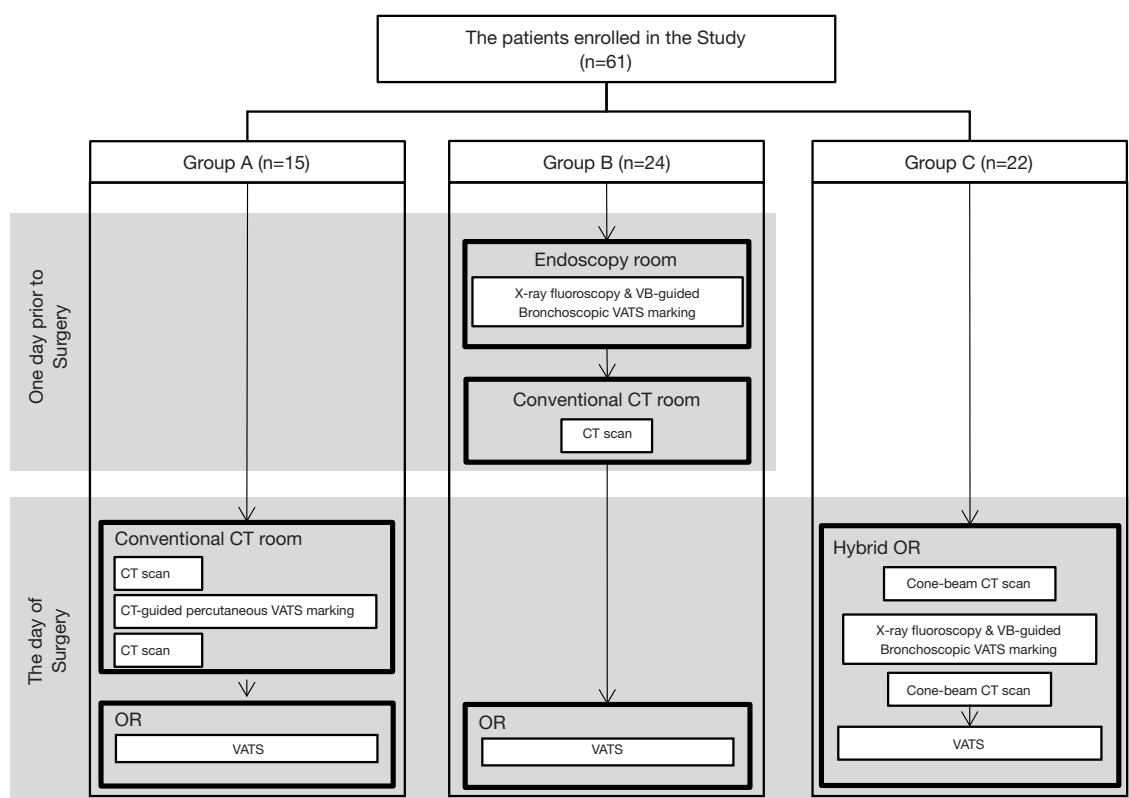 The patients enrolled in the Study
(n=61)
Group A (n=15)
Group B (n=24)
Group C (n=22)
One day prior to
Surgery
Endoscopy room
X-ray fluoroscopy & VB-guided
Bronchoscopic VATS marking
Conventional CT room
CT scan
The day of
Surgery
Conventional CT room
CT scan
CT-guided percutaneous VATS marking
CT scan
OR
VATS
OR
VATS
Hybrid OR
Cone-beam CT scan
X-ray fluoroscopy & VB-guided
Bronchoscopic VATS marking
Cone-beam CT scan
VATS